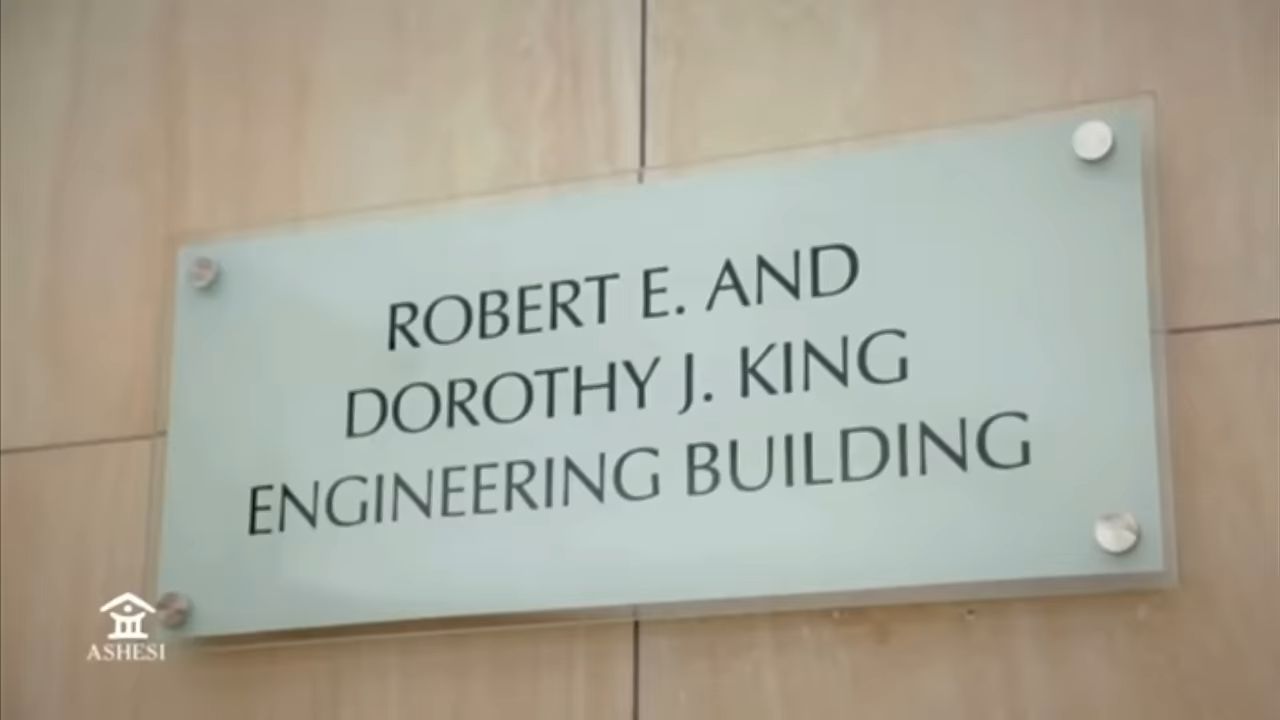 ROBERT E. AND
DOROTHY J. KING
ENGINEERING BUILDING
ASHESI